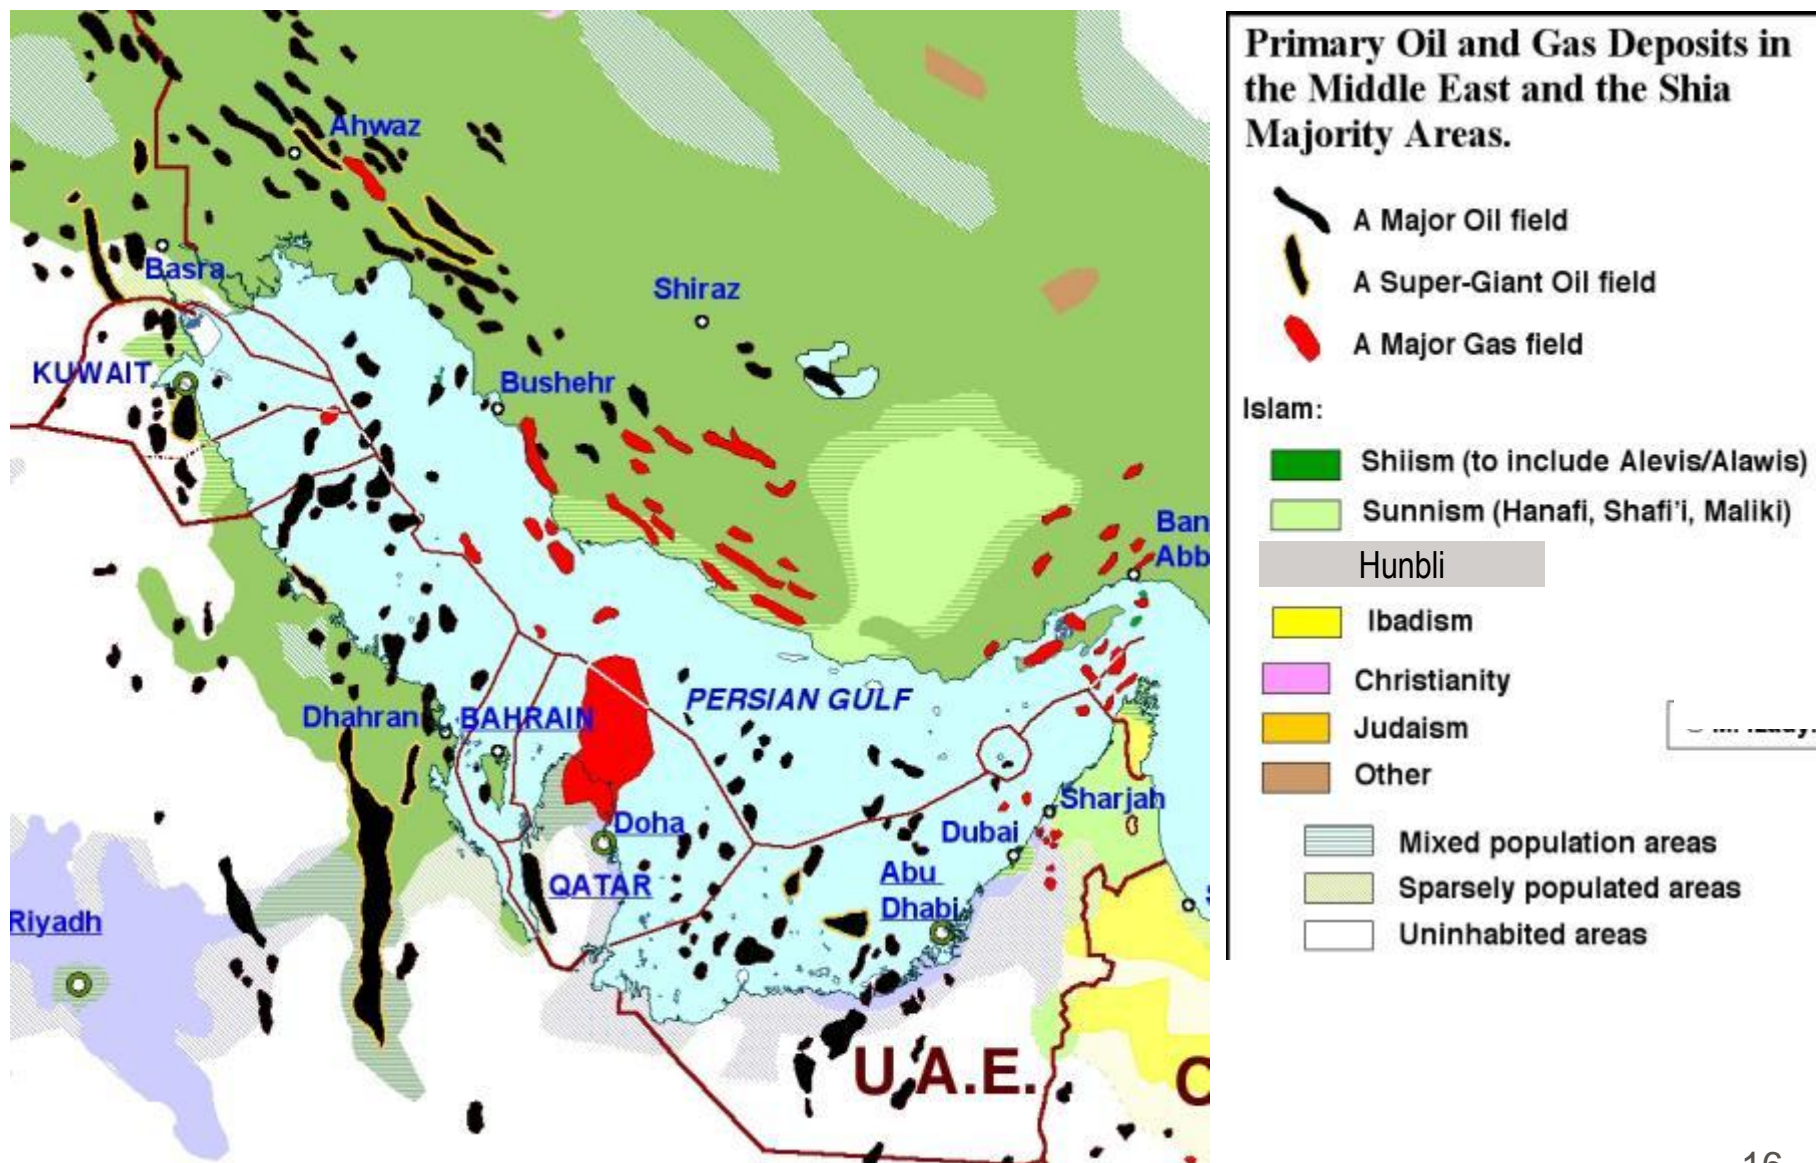 Ahwaz
Basra
Shiraz
KUWAIT
Bushehr
Ban
Abb
Dhahran
BAHRAIN
PERSIAN GULF
Doha
QATAR
Sharjah
Dubai
Abu
Dhabi
Riyadh
U.A.E.
Primary Oil and Gas Deposits in
the Middle East and the Shia
Majority Areas.
A Major Oil field
A Super-Giant Oil field
A Major Gas field
Islam:
Shiism (to include Alevis/Alawis)
Sunnism (Hanafi, Shafi'i, Maliki)
Hunbli
Ibadism
Christianity
Judaism
Other
Mixed population areas
Sparsely populated areas
Uninhabited areas